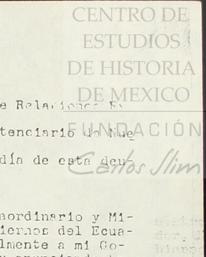 CENTRO DE
ESTUDIOS
DE HISTORIA
DE MEXICO
FUNDACIÓN
Carlos Slim
e Relaciones
tenciario de
día de esta
aordinario y Mi-
iernos del Ecua-
lmente a mi Go-